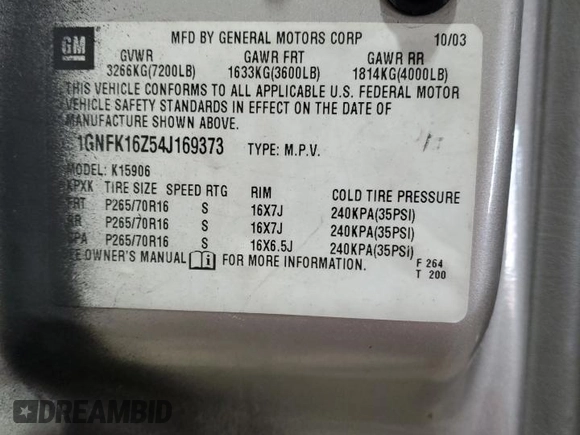 GM
MFD BY GENERAL MOTORS CORP 10/03
GVWR GAWR FRT GAWR RR
3266KG(7200LB) 1633KG(3600LB) 1814KG(4000LB)
THIS VEHICLE CONFORMS TO ALL APPLICABLE U.S. FEDERAL MOTOR
VEHICLE SAFETY STANDARDS IN EFFECT ON THE DATE OF
MANUFACTURE SHOWN ABOVE.
1GNFK16Z54J169373 TYPE: M.P.V.
MODEL: K15906
KPXK TIRE SIZE SPEED RTG RIM COLD TIRE PRESSURE
FRT P265/70R16 S 16X7J 240KPA(35PSI)
RR P265/70R16 S 16X7J 240KPA(35PSI)
SPA P265/70R16 S 16X6.5J 240KPA(35PSI)
OWNER'S MANUAL FOR MORE INFORMATION.
F 264
T 200
DREAMBID